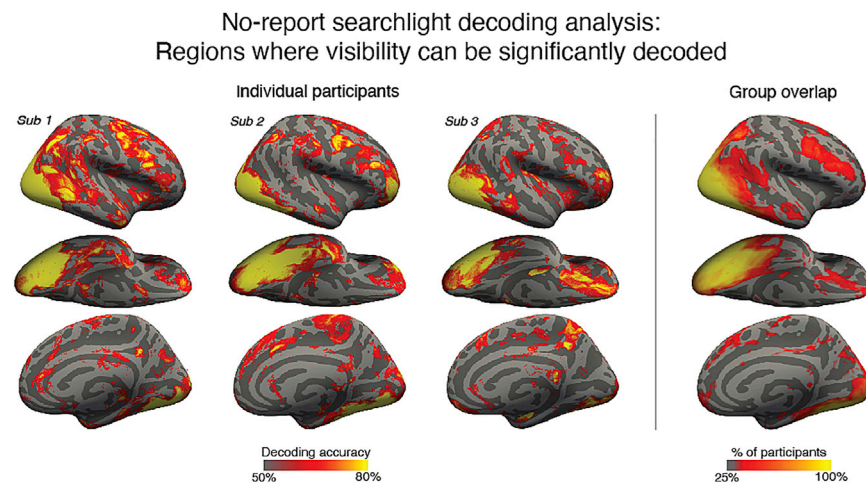 No-report searchlight decoding analysis:
Regions where visibility can be significantly decoded
Individual participants
Group overlap
Sub 1
Sub 2
Sub 3
Decoding accuracy
50%
80%
% of participants
25%
100%